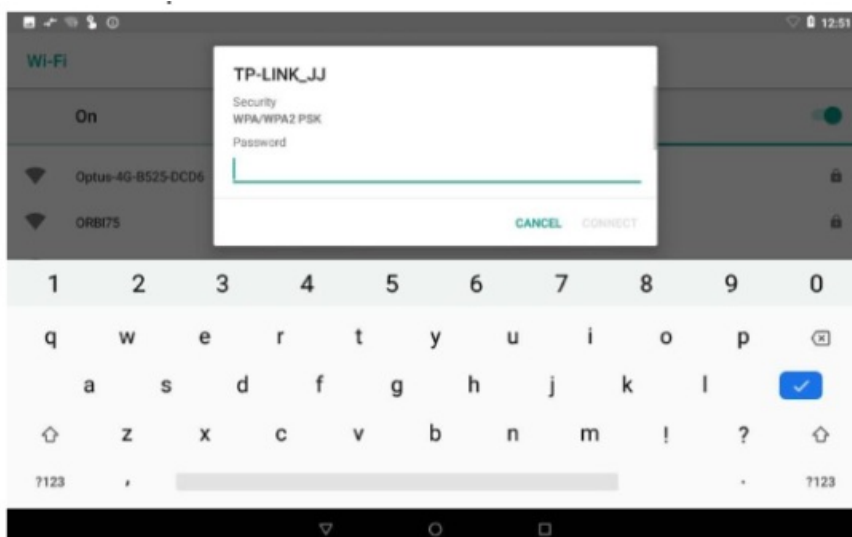 12:51
Wi-Fi
TP-LINK_JJ
Security
WPA/WPA2 PSK
Password
On
Optus-4G-B525-DCD6
ORBI75
CANCEL CONNECT
1 2 3 4 5 6 7 8 9 0
q w e r t y u i o p
a s d f g h j k l
z x c v b n m ! ?
?123 , . ?123